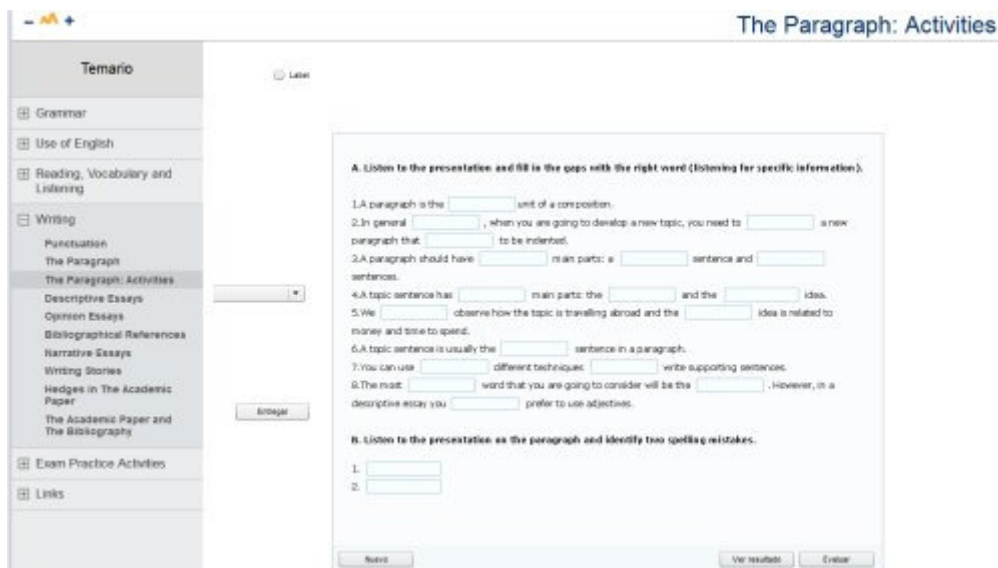 The Paragraph: Activities
Temario
Label
Grammar
Use of English
Reading, Vocabulary and
Listening
Writing
Punctuation
The Paragraph
The Paragraph: Activities
Descriptive Essays
Opinion Essays
Bibliographical References
Narrative Essays
Writing Stories
Hedges in The Academic
Paper
The Academic Paper and
The Bibliography
Exam Practice Activities
Links
Entregar
A. Listen to the presentation and fill in the gaps with the right word (listening for specific information).
1.A paragraph is the unit of a composition.
2.In general , when you are going to develop a new topic, you need to a new
paragraph that to be indented.
3.A paragraph should have main parts: a sentence and
sentences.
4.A topic sentence has main parts: the and the idea.
5.We observe how the topic is travelling abroad and the idea is related to
money and time to spend.
6.A topic sentence is usually the sentence in a paragraph.
7.You can use different techniques write supporting sentences.
8.The most word that you are going to consider will be the . However, in a
descriptive essay you prefer to use adjectives.
B. Listen to the presentation on the paragraph and identify two spelling mistakes.
1.
2.
Nuevo
Ver resultado Evaluar